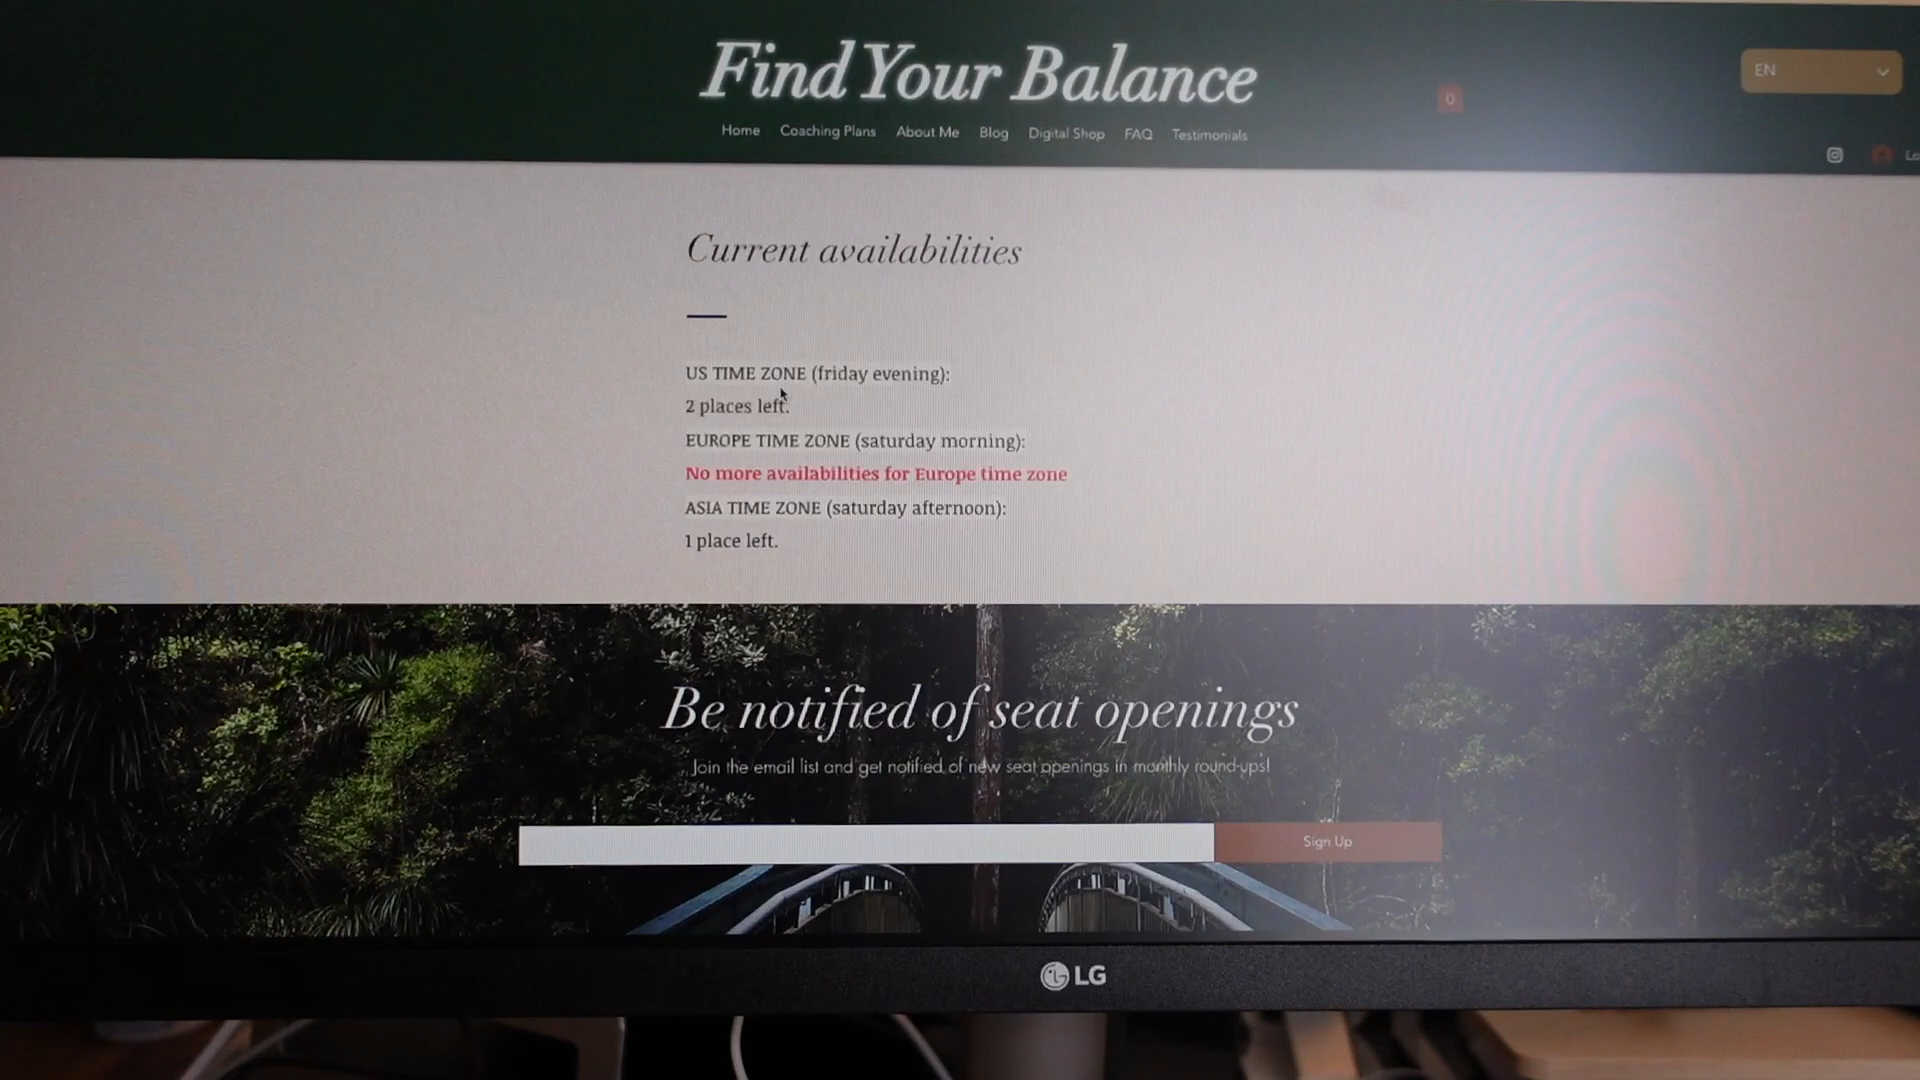 Find Your Balance
EN
0
Home Coaching Plans About Me Blog Digital Shop FAQ Testimonials
Current availabilities
US TIME ZONE (friday evening):
2 places left.
EUROPE TIME ZONE (saturday morning):
No more availabilities for Europe time zone
ASIA TIME ZONE (saturday afternoon):
1 place left.
Be notified of seat openings
Join the email list and get notified of new seat openings in monthly round-ups!
Sign Up
LG